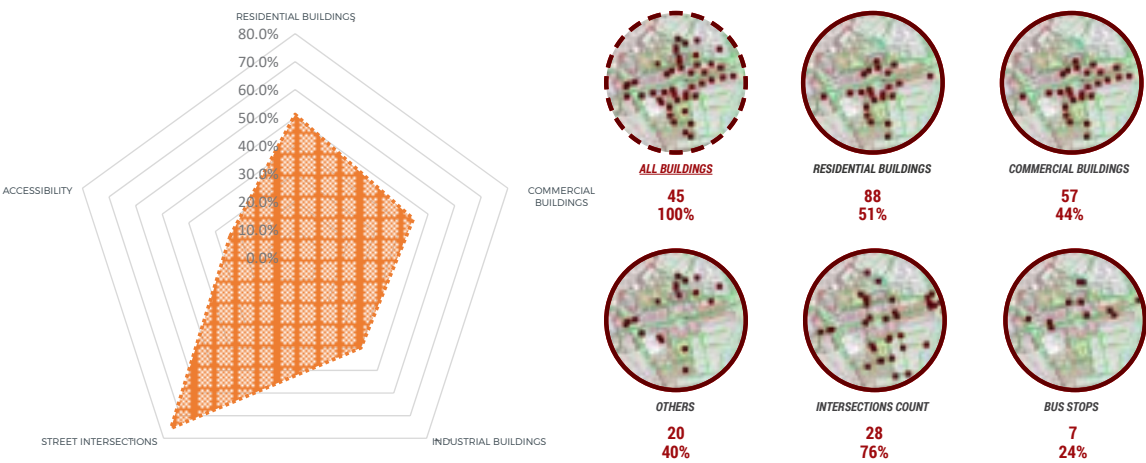 RESIDENTIAL BUILDINGS
80.0%
70.0%
60.0%
50.0%
40.0%
30.0%
20.0%
10.0%
0.0%
ACCESSIBILITY
COMMERCIAL
BUILDINGS
STREET INTERSECTIONS
INDUSTRIAL BUILDINGS
ALL BUILDINGS
45
100%
RESIDENTIAL BUILDINGS
88
51%
COMMERCIAL BUILDINGS
57
44%
OTHERS
20
40%
INTERSECTIONS COUNT
28
76%
BUS STOPS
7
24%